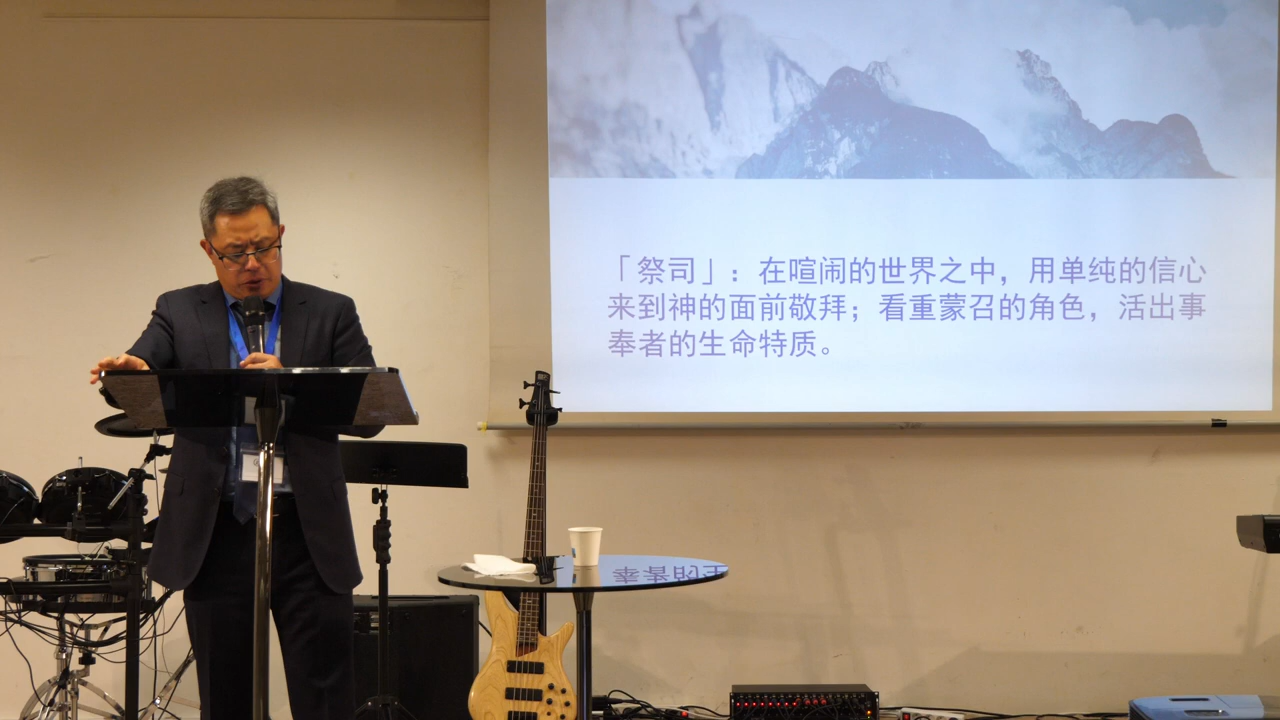 「祭司」：在喧闹的世界之中，用单纯的信心
来到神的面前敬拜；看重蒙召的角色，活出事
奉者的生命特质。